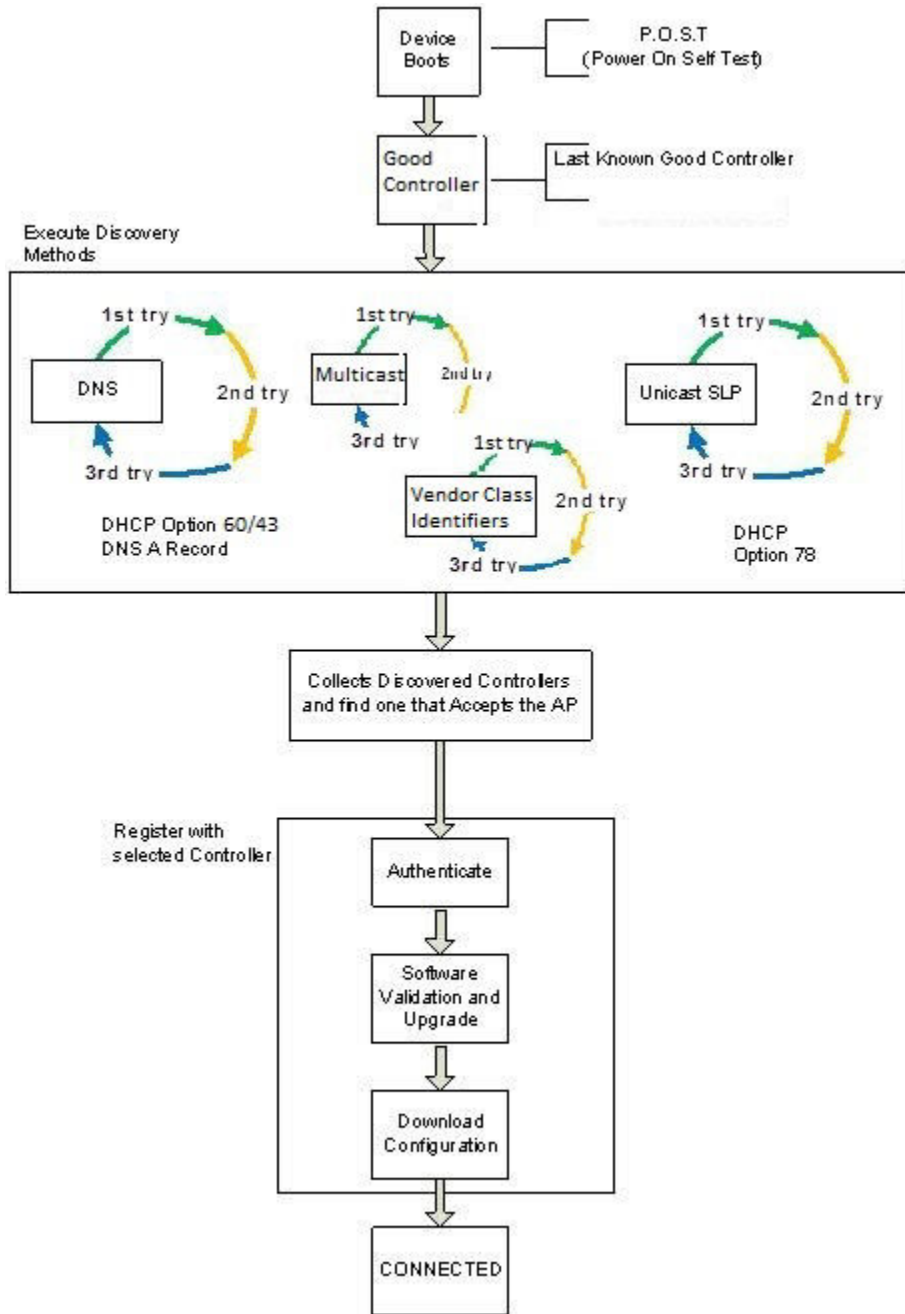 Device
Boots
P.O.S.T
(Power On Self Test)
Good
Controller
Last Known Good Controller
Execute Discovery
Methods
1st try
DNS
2nd try
3rd try
DHCP Option 60/43
DNS A Record
1st try
Multicast
2nd try
3rd try
1st try
Vendor Class
Identifiers
2nd try
3rd try
1st try
Unicast SLP
2nd try
3rd try
DHCP
Option 78
Collects Discovered Controllers
and find one that Accepts the AP
Register with
selected Controller
Authenticate
Software
Validation and
Upgrade
Download
Configuration
CONNECTED